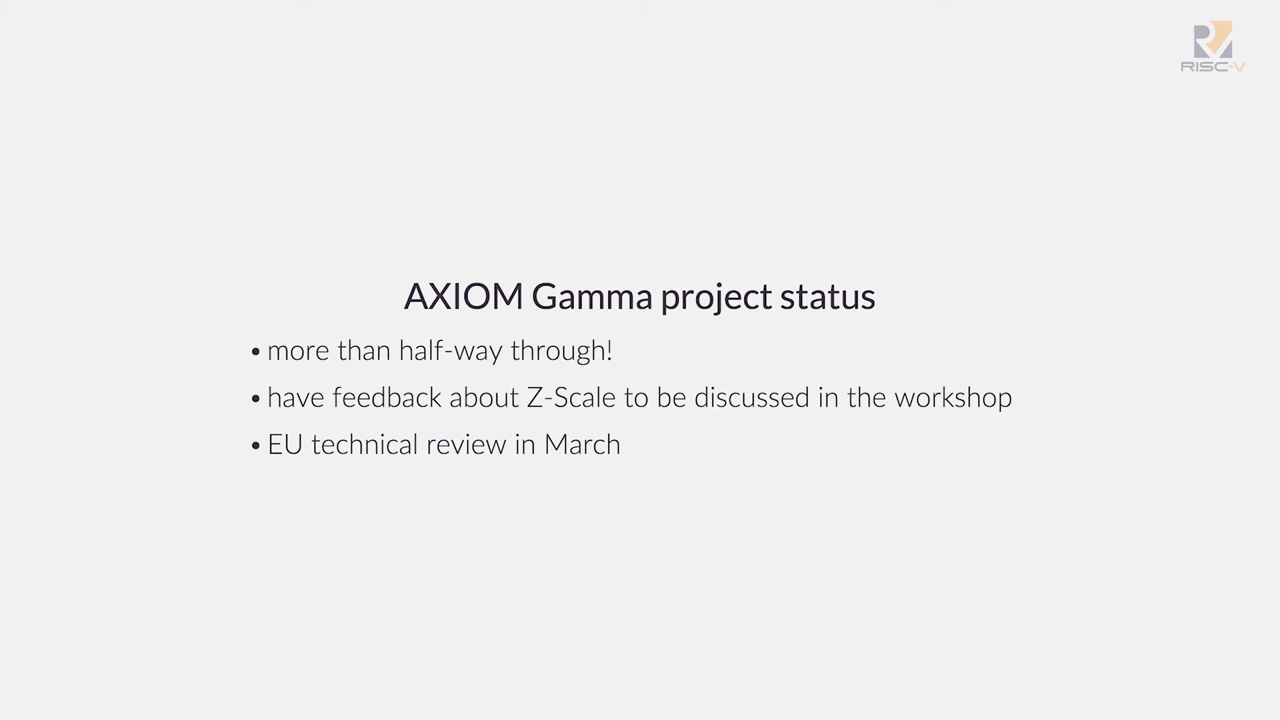 RISC-V
AXIOM Gamma project status
• more than half-way through!
• have feedback about Z-Scale to be discussed in the workshop
• EU technical review in March